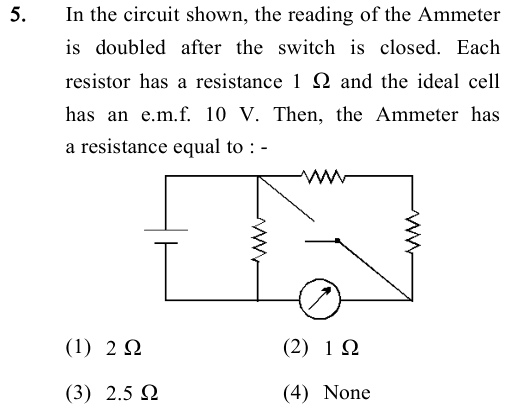 5. In the circuit shown, the reading of the Ammeter
is doubled after the switch is closed. Each
resistor has a resistance 1 Ω and the ideal cell
has an e.m.f. 10 V. Then, the Ammeter has
a resistance equal to : -
(1) 2 Ω (2) 1 Ω
(3) 2.5 Ω (4) None